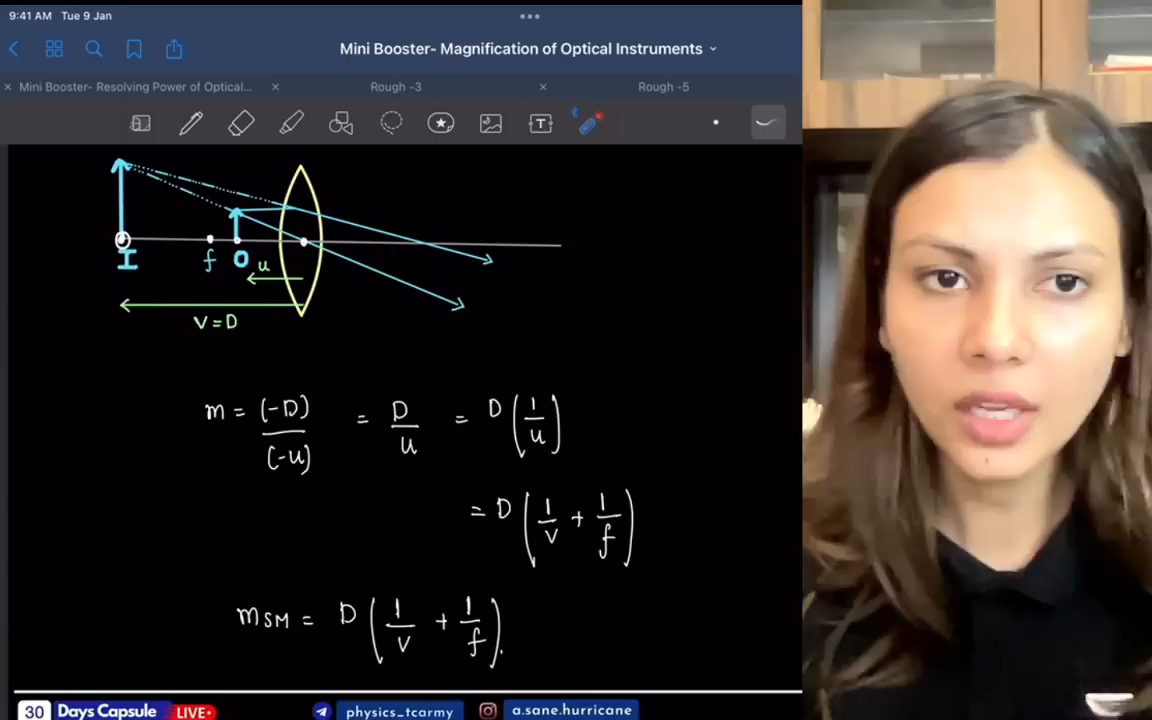 9:41 AM Tue 9 Jan
Mini Booster- Magnification of Optical Instruments
Mini Booster- Resolving Power of Optical...
Rough -3
Rough -5
T
I
f
O
u
V = D
m = (-D)/(-u) = D/u = D(1/u)
= D(1/v + 1/f)
mSM = D(1/v + 1/f).
30 Days Capsule LIVE
physics_tcarmy
a.sane.hurricane